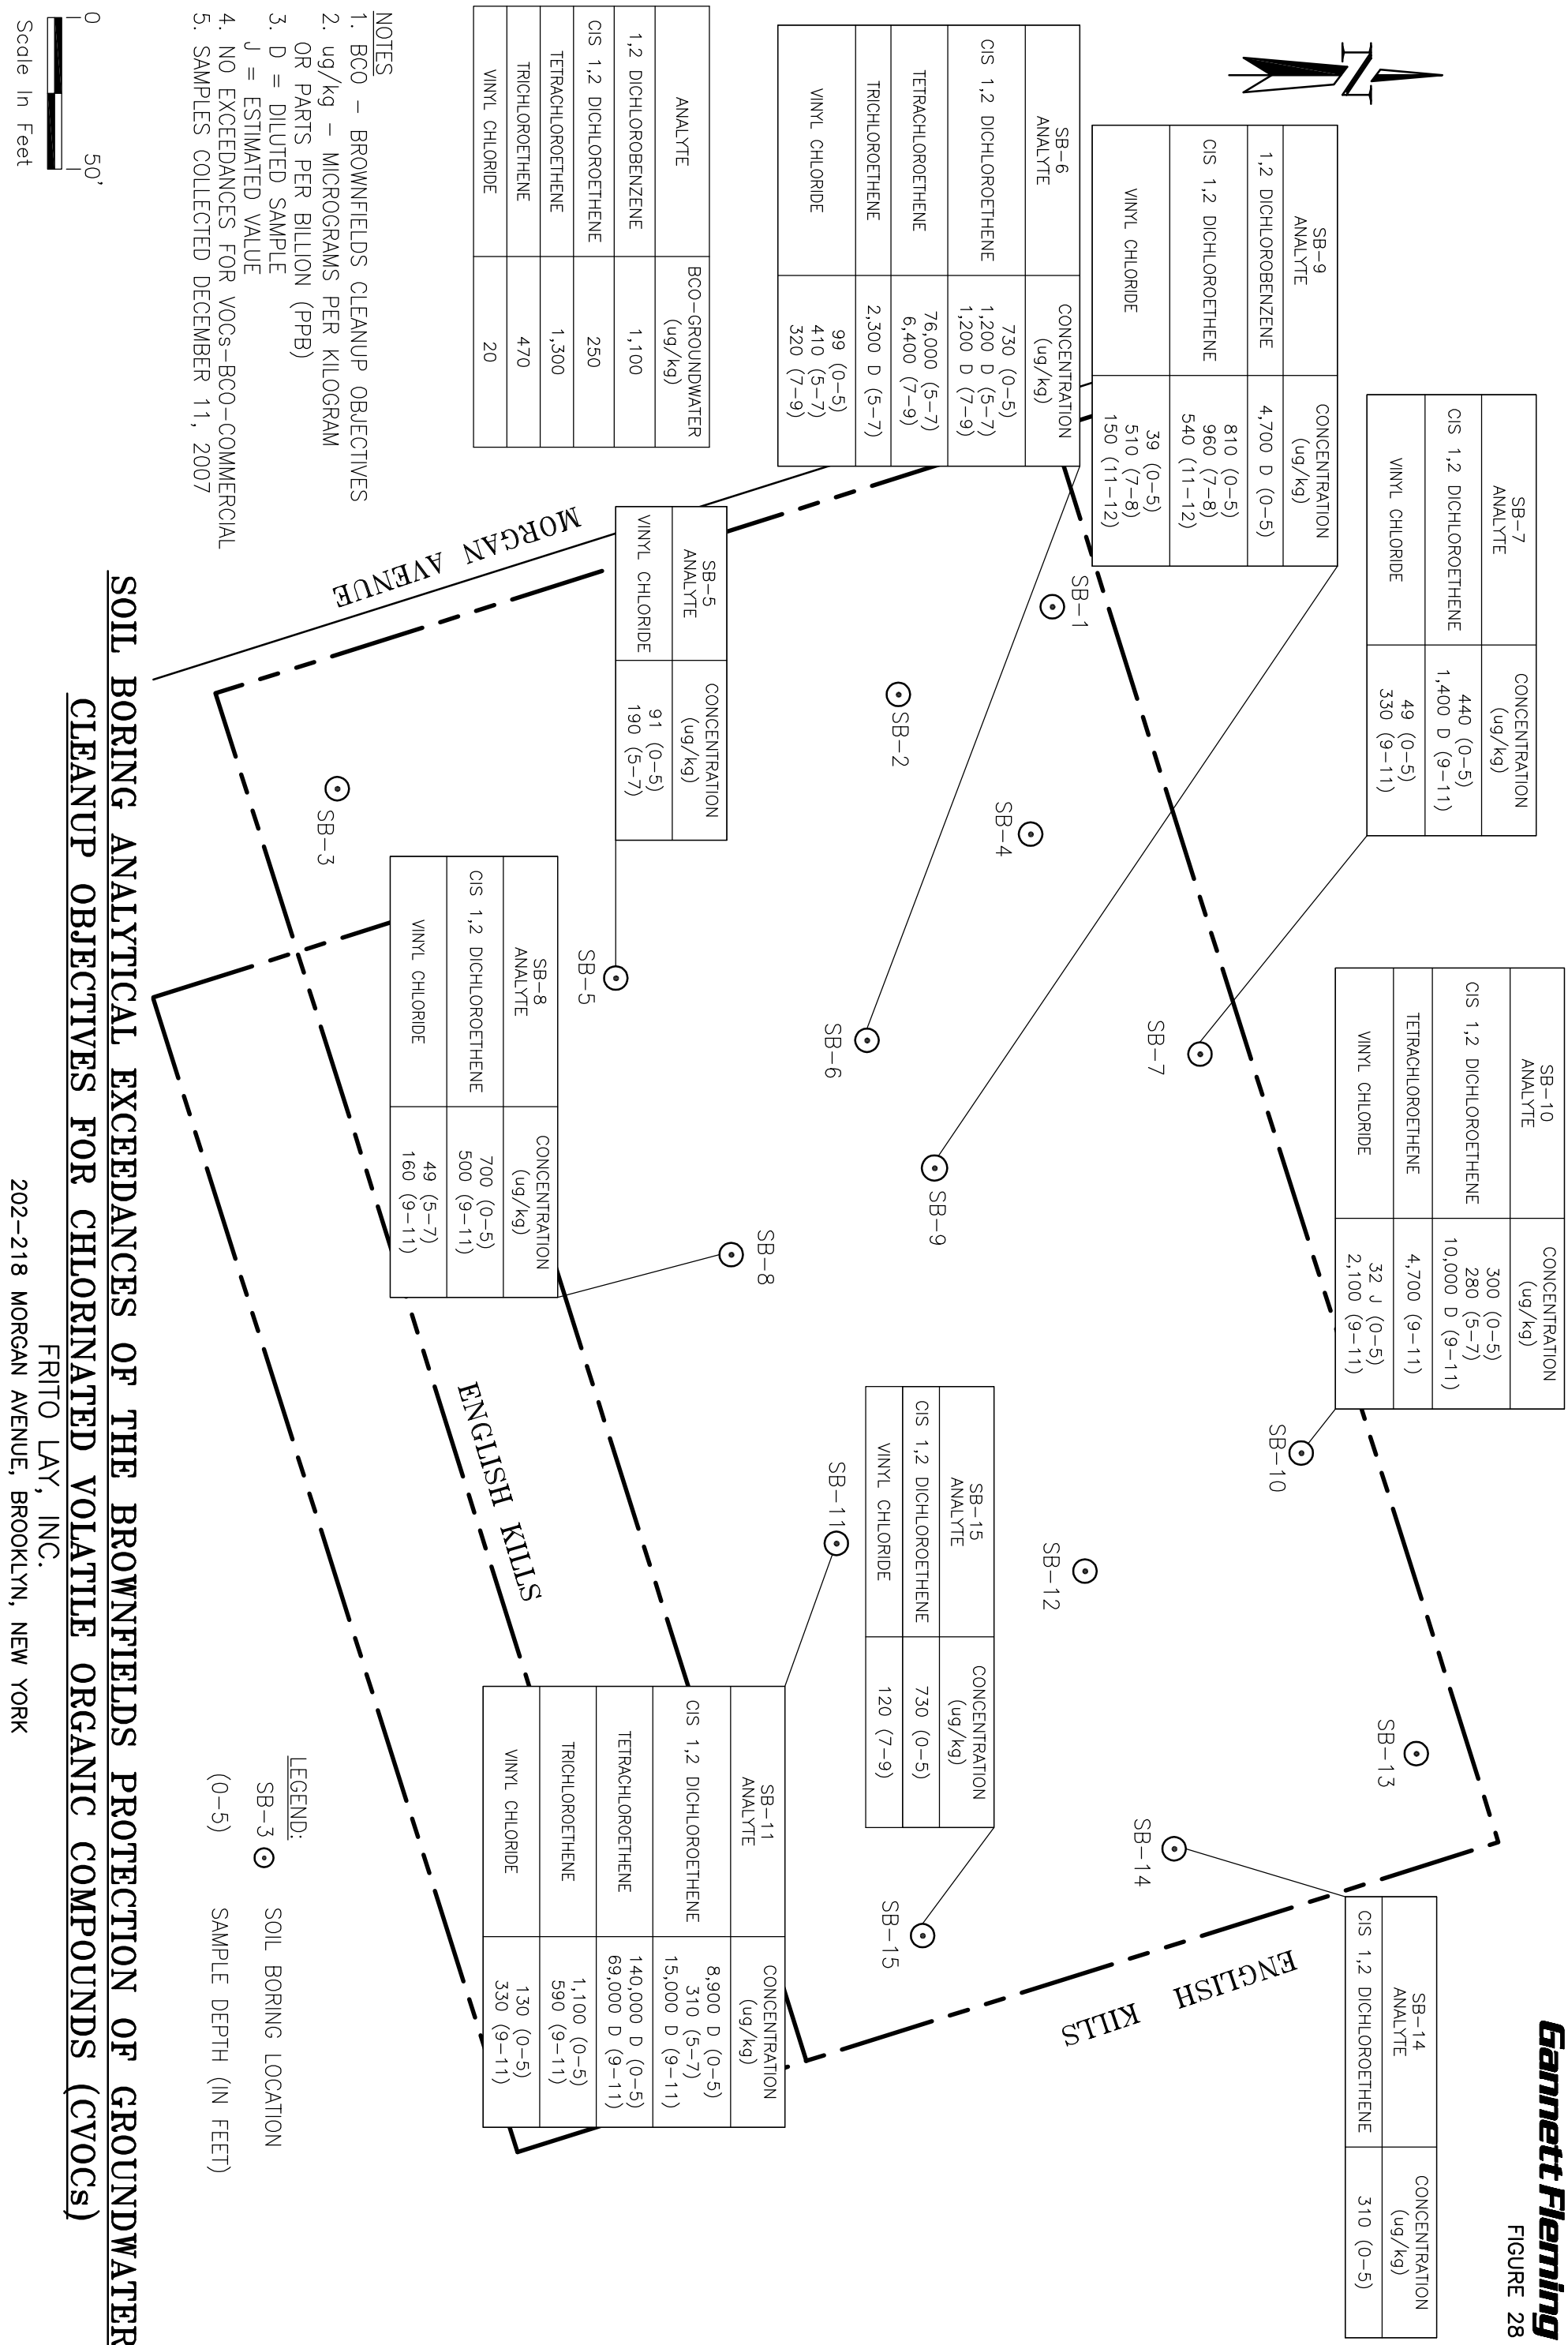 Gannett Fleming
FIGURE 28
SB-7
ANALYTE
CONCENTRATION
(ug/kg)
CIS 1,2 DICHLOROETHENE
440 (0-5)
1,400 D (9-11)
VINYL CHLORIDE
49 (0-5)
330 (9-11)
SB-10
ANALYTE
CONCENTRATION
(ug/kg)
CIS 1,2 DICHLOROETHENE
300 (0-5)
280 (5-7)
10,000 D (9-11)
TETRACHLOROETHENE
4,700 (9-11)
VINYL CHLORIDE
32 J (0-5)
2,100 (9-11)
SB-14
ANALYTE
CONCENTRATION
(ug/kg)
CIS 1,2 DICHLOROETHENE
310 (0-5)
N
SB-9
ANALYTE
CONCENTRATION
(ug/kg)
1,2 DICHLOROBENZENE
4,700 D (0-5)
CIS 1,2 DICHLOROETHENE
810 (0-5)
960 (7-8)
540 (11-12)
VINYL CHLORIDE
39 (0-5)
510 (7-8)
150 (11-12)
SB-6
ANALYTE
CONCENTRATION
(ug/kg)
CIS 1,2 DICHLOROETHENE
730 (0-5)
1,200 D (5-7)
1,200 D (7-9)
TETRACHLOROETHENE
76,000 (5-7)
6,400 (7-9)
TRICHLOROETHENE
2,300 D (5-7)
VINYL CHLORIDE
99 (0-5)
410 (5-7)
320 (7-9)
SB-13
SB-10
SB-7
SB-14
ENGLISH KILLS
SB-1
SB-12
SB-4
SB-9
SB-2
SB-6
SB-15
SB-15
ANALYTE
CONCENTRATION
(ug/kg)
CIS 1,2 DICHLOROETHENE
730 (0-5)
VINYL CHLORIDE
120 (7-9)
SB-11
SB-8
SB-11
ANALYTE
CONCENTRATION
(ug/kg)
CIS 1,2 DICHLOROETHENE
8,900 D (0-5)
310 (5-7)
15,000 D (9-11)
TETRACHLOROETHENE
140,000 D (0-5)
69,000 D (9-11)
TRICHLOROETHENE
1,100 (0-5)
590 (9-11)
VINYL CHLORIDE
130 (0-5)
330 (9-11)
SB-5
ANALYTE
CONCENTRATION
(ug/kg)
VINYL CHLORIDE
91 (0-5)
190 (5-7)
SB-5
MORGAN AVENUE
SB-8
ANALYTE
CONCENTRATION
(ug/kg)
CIS 1,2 DICHLOROETHENE
700 (0-5)
500 (9-11)
VINYL CHLORIDE
49 (5-7)
160 (9-11)
ENGLISH KILLS
SB-3
ANALYTE
BCO-GROUNDWATER
(ug/kg)
1,2 DICHLOROBENZENE
1,100
CIS 1,2 DICHLOROETHENE
250
TETRACHLOROETHENE
1,300
TRICHLOROETHENE
470
VINYL CHLORIDE
20
NOTES
1. BCO - BROWNFIELDS CLEANUP OBJECTIVES
2. ug/kg - MICROGRAMS PER KILOGRAM
OR PARTS PER BILLION (PPB)
3. D = DILUTED SAMPLE
J = ESTIMATED VALUE
4. NO EXCEEDANCES FOR VOCs-BCO-COMMERCIAL
5. SAMPLES COLLECTED DECEMBER 11, 2007
LEGEND:
SB-3 SOIL BORING LOCATION
(0-5) SAMPLE DEPTH (IN FEET)
0 50'
Scale In Feet
SOIL BORING ANALYTICAL EXCEEDANCES OF THE BROWNFIELDS PROTECTION OF GROUNDWATER
CLEANUP OBJECTIVES FOR CHLORINATED VOLATILE ORGANIC COMPOUNDS (CVOCs)
FRITO LAY, INC.
202-218 MORGAN AVENUE, BROOKLYN, NEW YORK